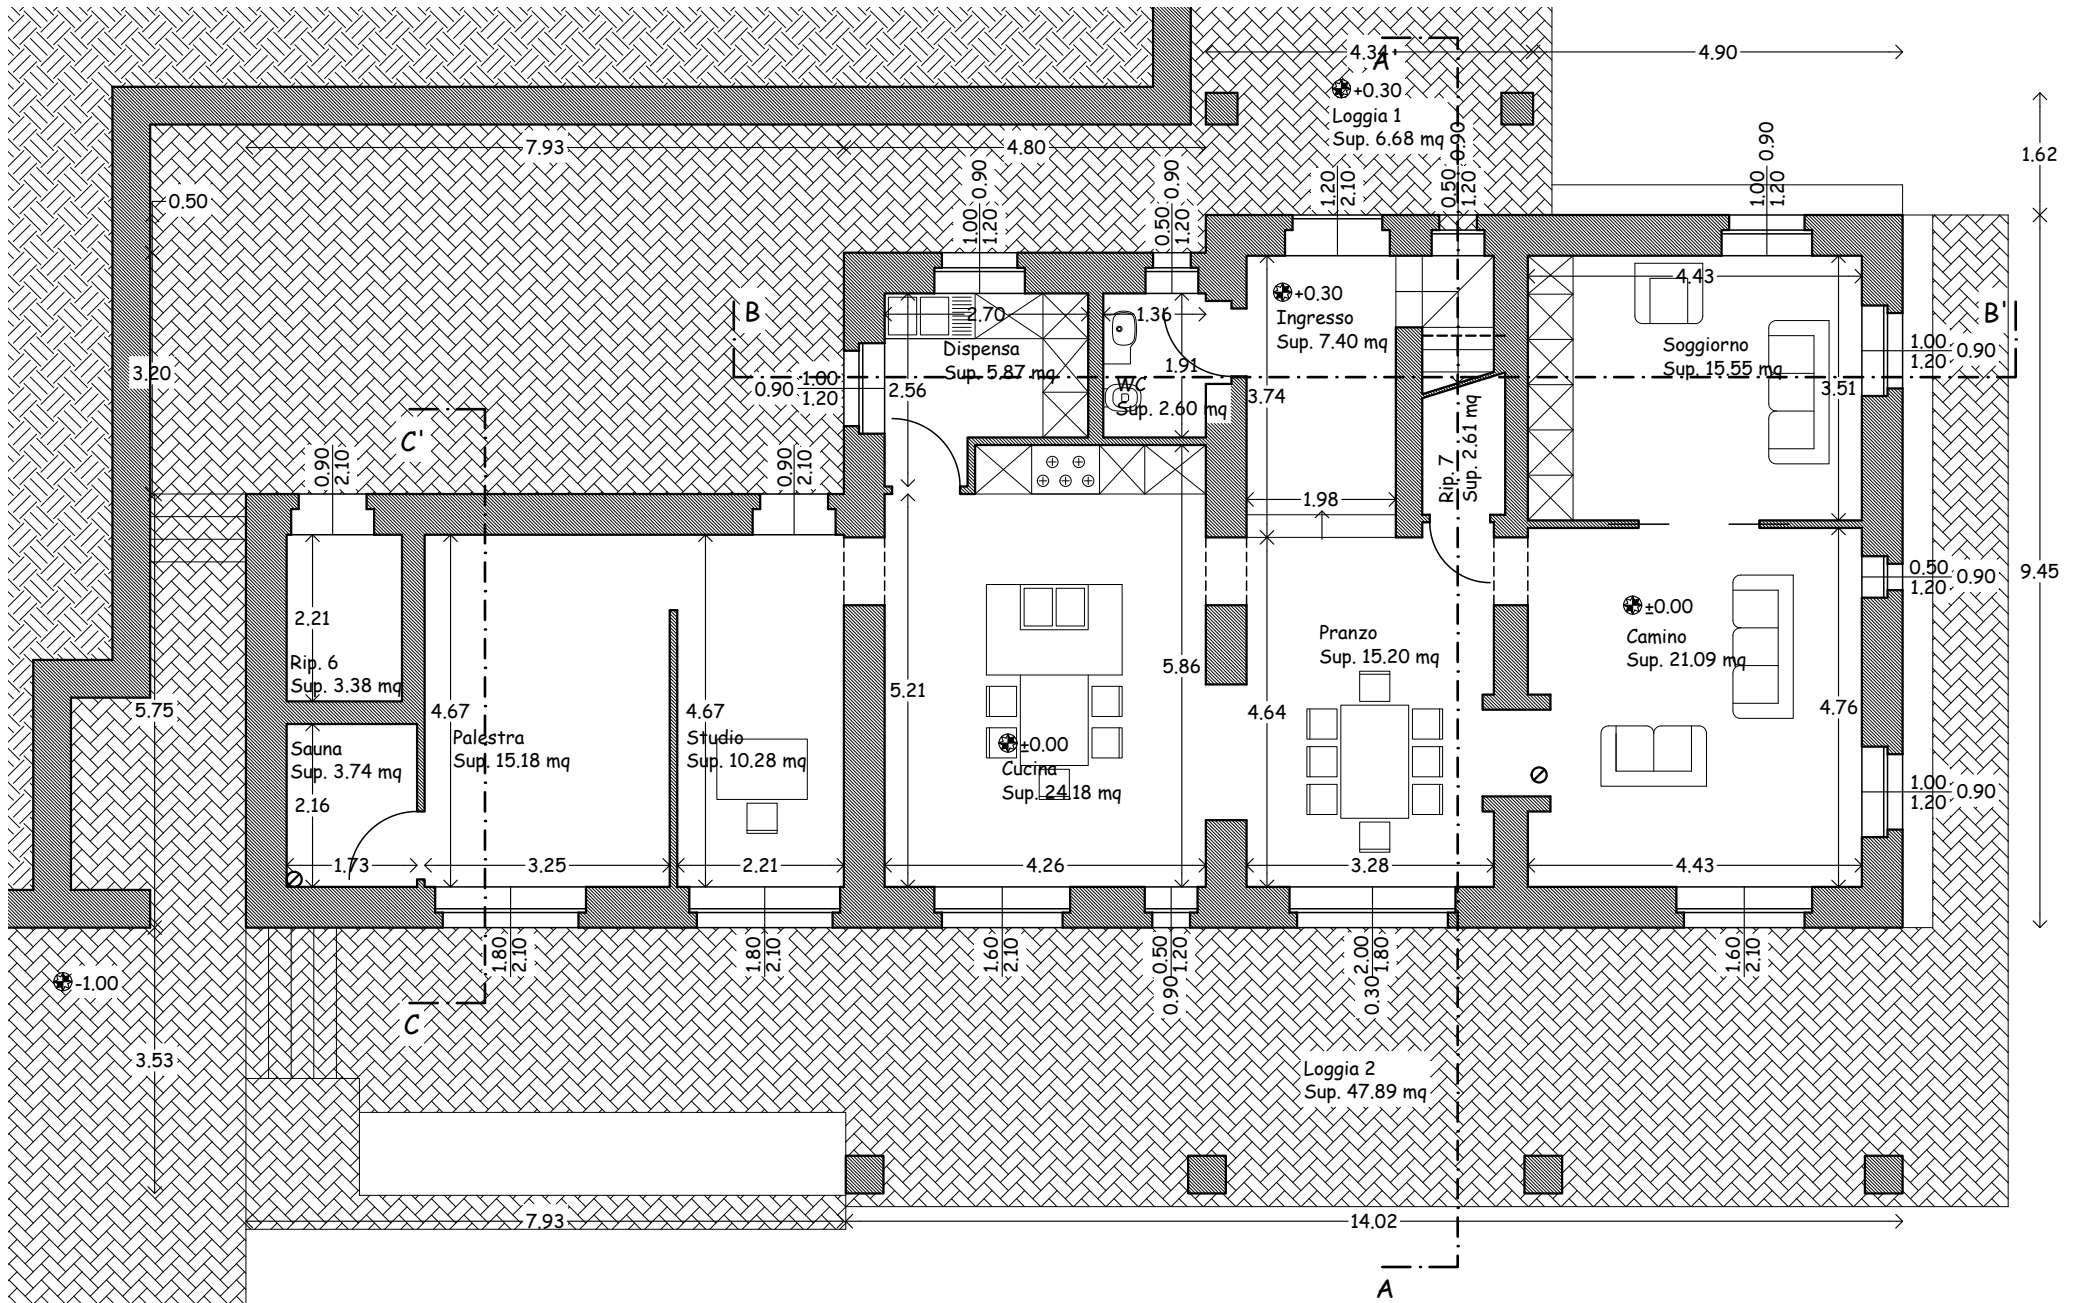 4.34
A
4.90
+0.30
Loggia 1
Sup. 6.68 mq
1.62
7.93
4.80
0.50
1.00
1.20
0.90
0.50
1.20
0.90
1.20
2.10
0.50
1.20
0.90
1.00
1.20
0.90
B
B'
2.70
1.36
+0.30
Ingresso
Sup. 7.40 mq
4.43
Dispensa
Sup. 5.87 mq
1.91
WC
Sup. 2.60 mq
Soggiorno
Sup. 15.55 mq
3.51
1.00
1.20
0.90
3.20
0.90
1.00
1.20
2.56
3.74
C'
0.90
2.10
0.90
2.10
Rip. 7
Sup. 2.61 mq
1.98
0.50
1.20
0.90
9.45
2.21
Rip. 6
Sup. 3.38 mq
±0.00
Camino
Sup. 21.09 mq
Pranzo
Sup. 15.20 mq
5.86
5.21
5.75
4.67
4.67
4.64
4.76
Sauna
Sup. 3.74 mq
2.16
Palestra
Sup. 15.18 mq
Studio
Sup. 10.28 mq
±0.00
Cucina
Sup. 24.18 mq
1.00
1.20
0.90
1.73
3.25
2.21
4.26
3.28
4.43
1.80
2.10
1.80
2.10
1.60
2.10
0.90
0.50
1.20
0.30
2.00
1.80
1.60
2.10
-1.00
C
3.53
Loggia 2
Sup. 47.89 mq
7.93
14.02
A